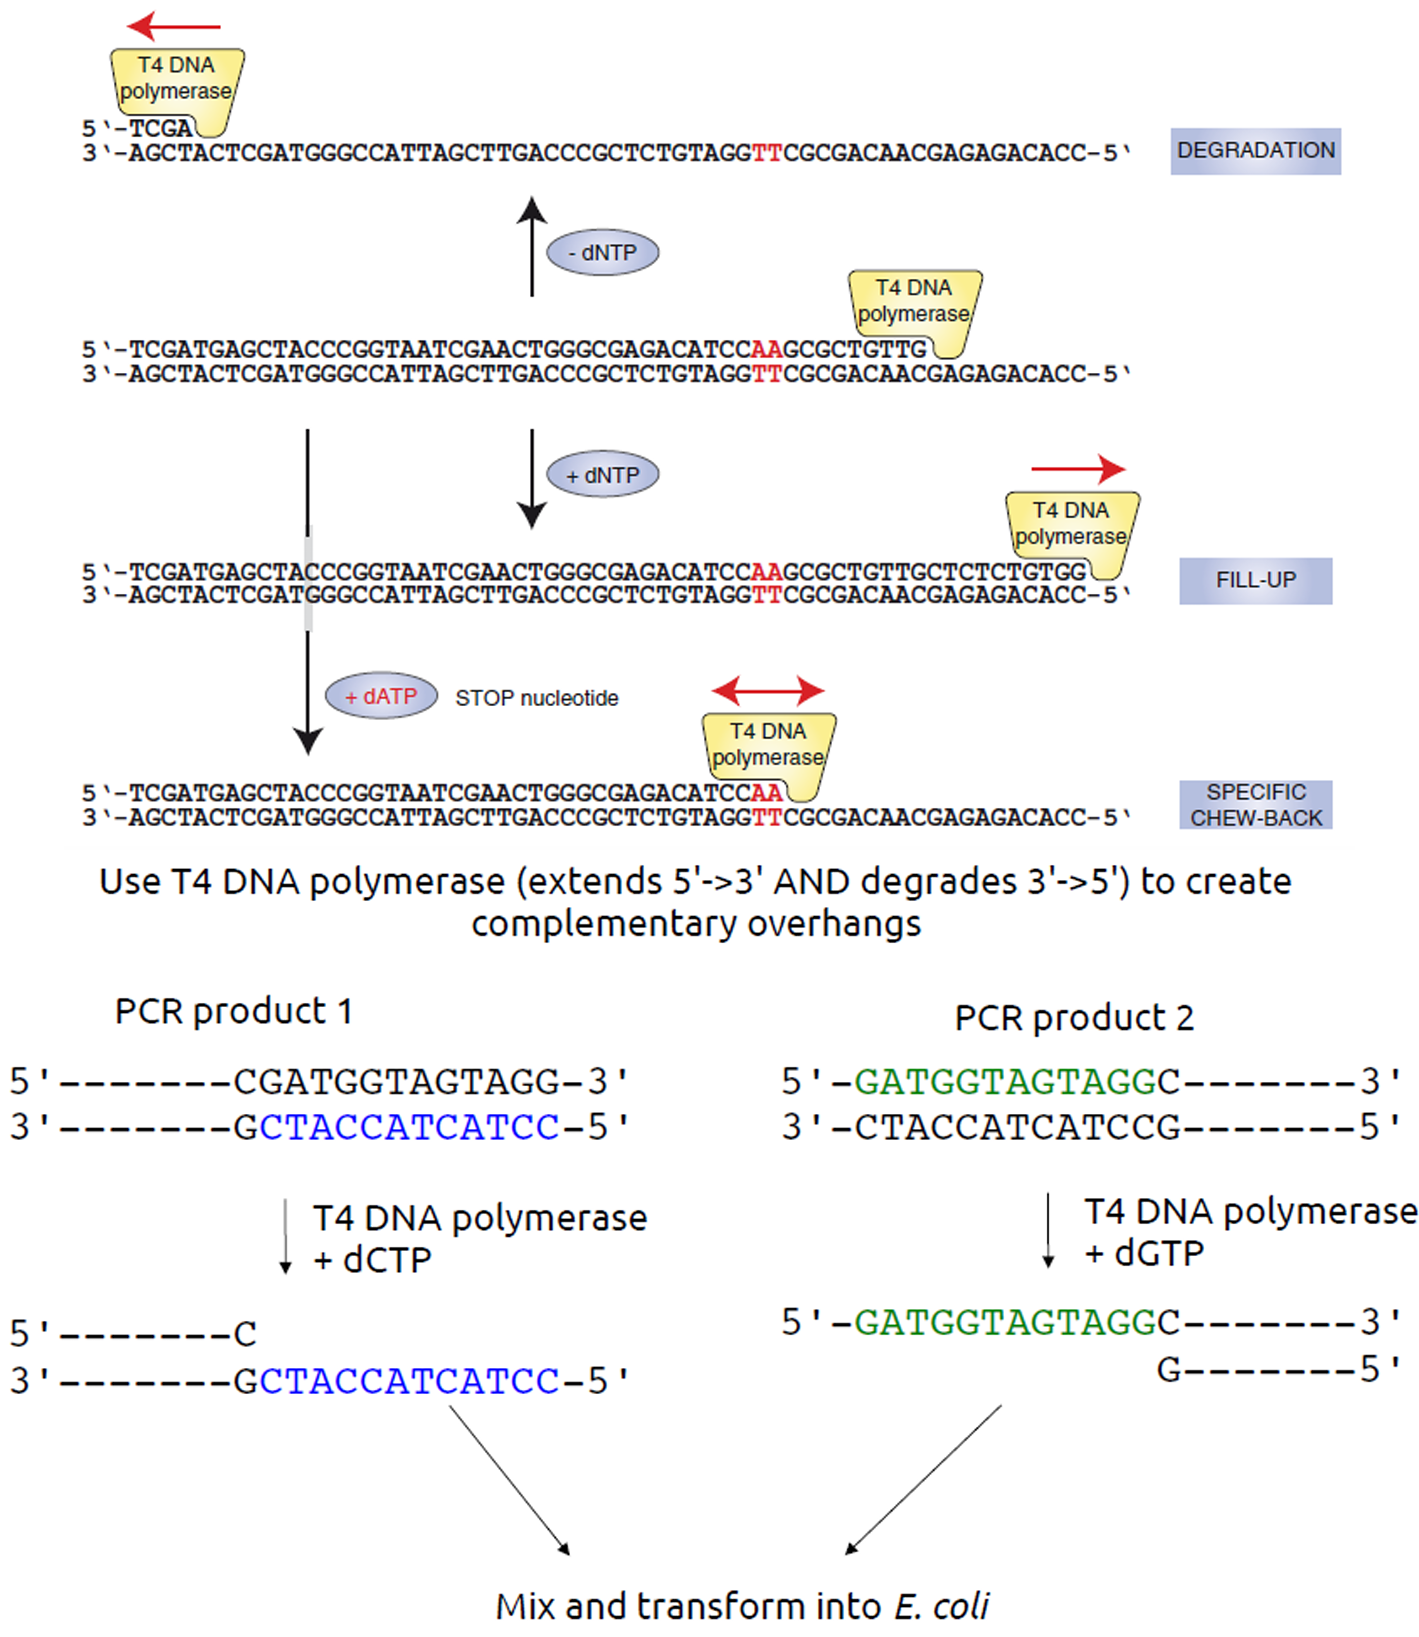 T4 DNA
polymerase
5'-TCGA
3'-AGCTACTCGATGGGCCATTAGCTTGACCCGCTCTGTAGGTTCGCGACAACGAGAGACACC-5'
DEGRADATION
- dNTP
T4 DNA
polymerase
5'-TCGATGAGCTACCCGGTAATCGAACTGGGCGAGACATCCAAGCGCTGTTG
3'-AGCTACTCGATGGGCCATTAGCTTGACCCGCTCTGTAGGTTCGCGACAACGAGAGACACC-5'
+ dNTP
T4 DNA
polymerase
5'-TCGATGAGCTACCCGGTAATCGAACTGGGCGAGACATCCAAGCGCTGTTGCTCTCTGTGG
3'-AGCTACTCGATGGGCCATTAGCTTGACCCGCTCTGTAGGTTCGCGACAACGAGAGACACC-5'
FILL-UP
+ dATP STOP nucleotide
T4 DNA
polymerase
5'-TCGATGAGCTACCCGGTAATCGAACTGGGCGAGACATCCAA
3'-AGCTACTCGATGGGCCATTAGCTTGACCCGCTCTGTAGGTTCGCGACAACGAGAGACACC-5'
SPECIFIC
CHEW-BACK
Use T4 DNA polymerase (extends 5'->3' AND degrades 3'->5') to create
complementary overhangs
PCR product 1
5'-------CGATGGTAGTAGG-3'
3'-------GCTACCATCATCC-5'
T4 DNA polymerase
+ dCTP
5'-------C
3'-------GCTACCATCATCC-5'
PCR product 2
5'-GATGGTAGTAGGC-------3'
3'-CTACCATCATCCG-------5'
T4 DNA polymerase
+ dGTP
5'-GATGGTAGTAGGC-------3'
G-------5'
Mix and transform into E. coli